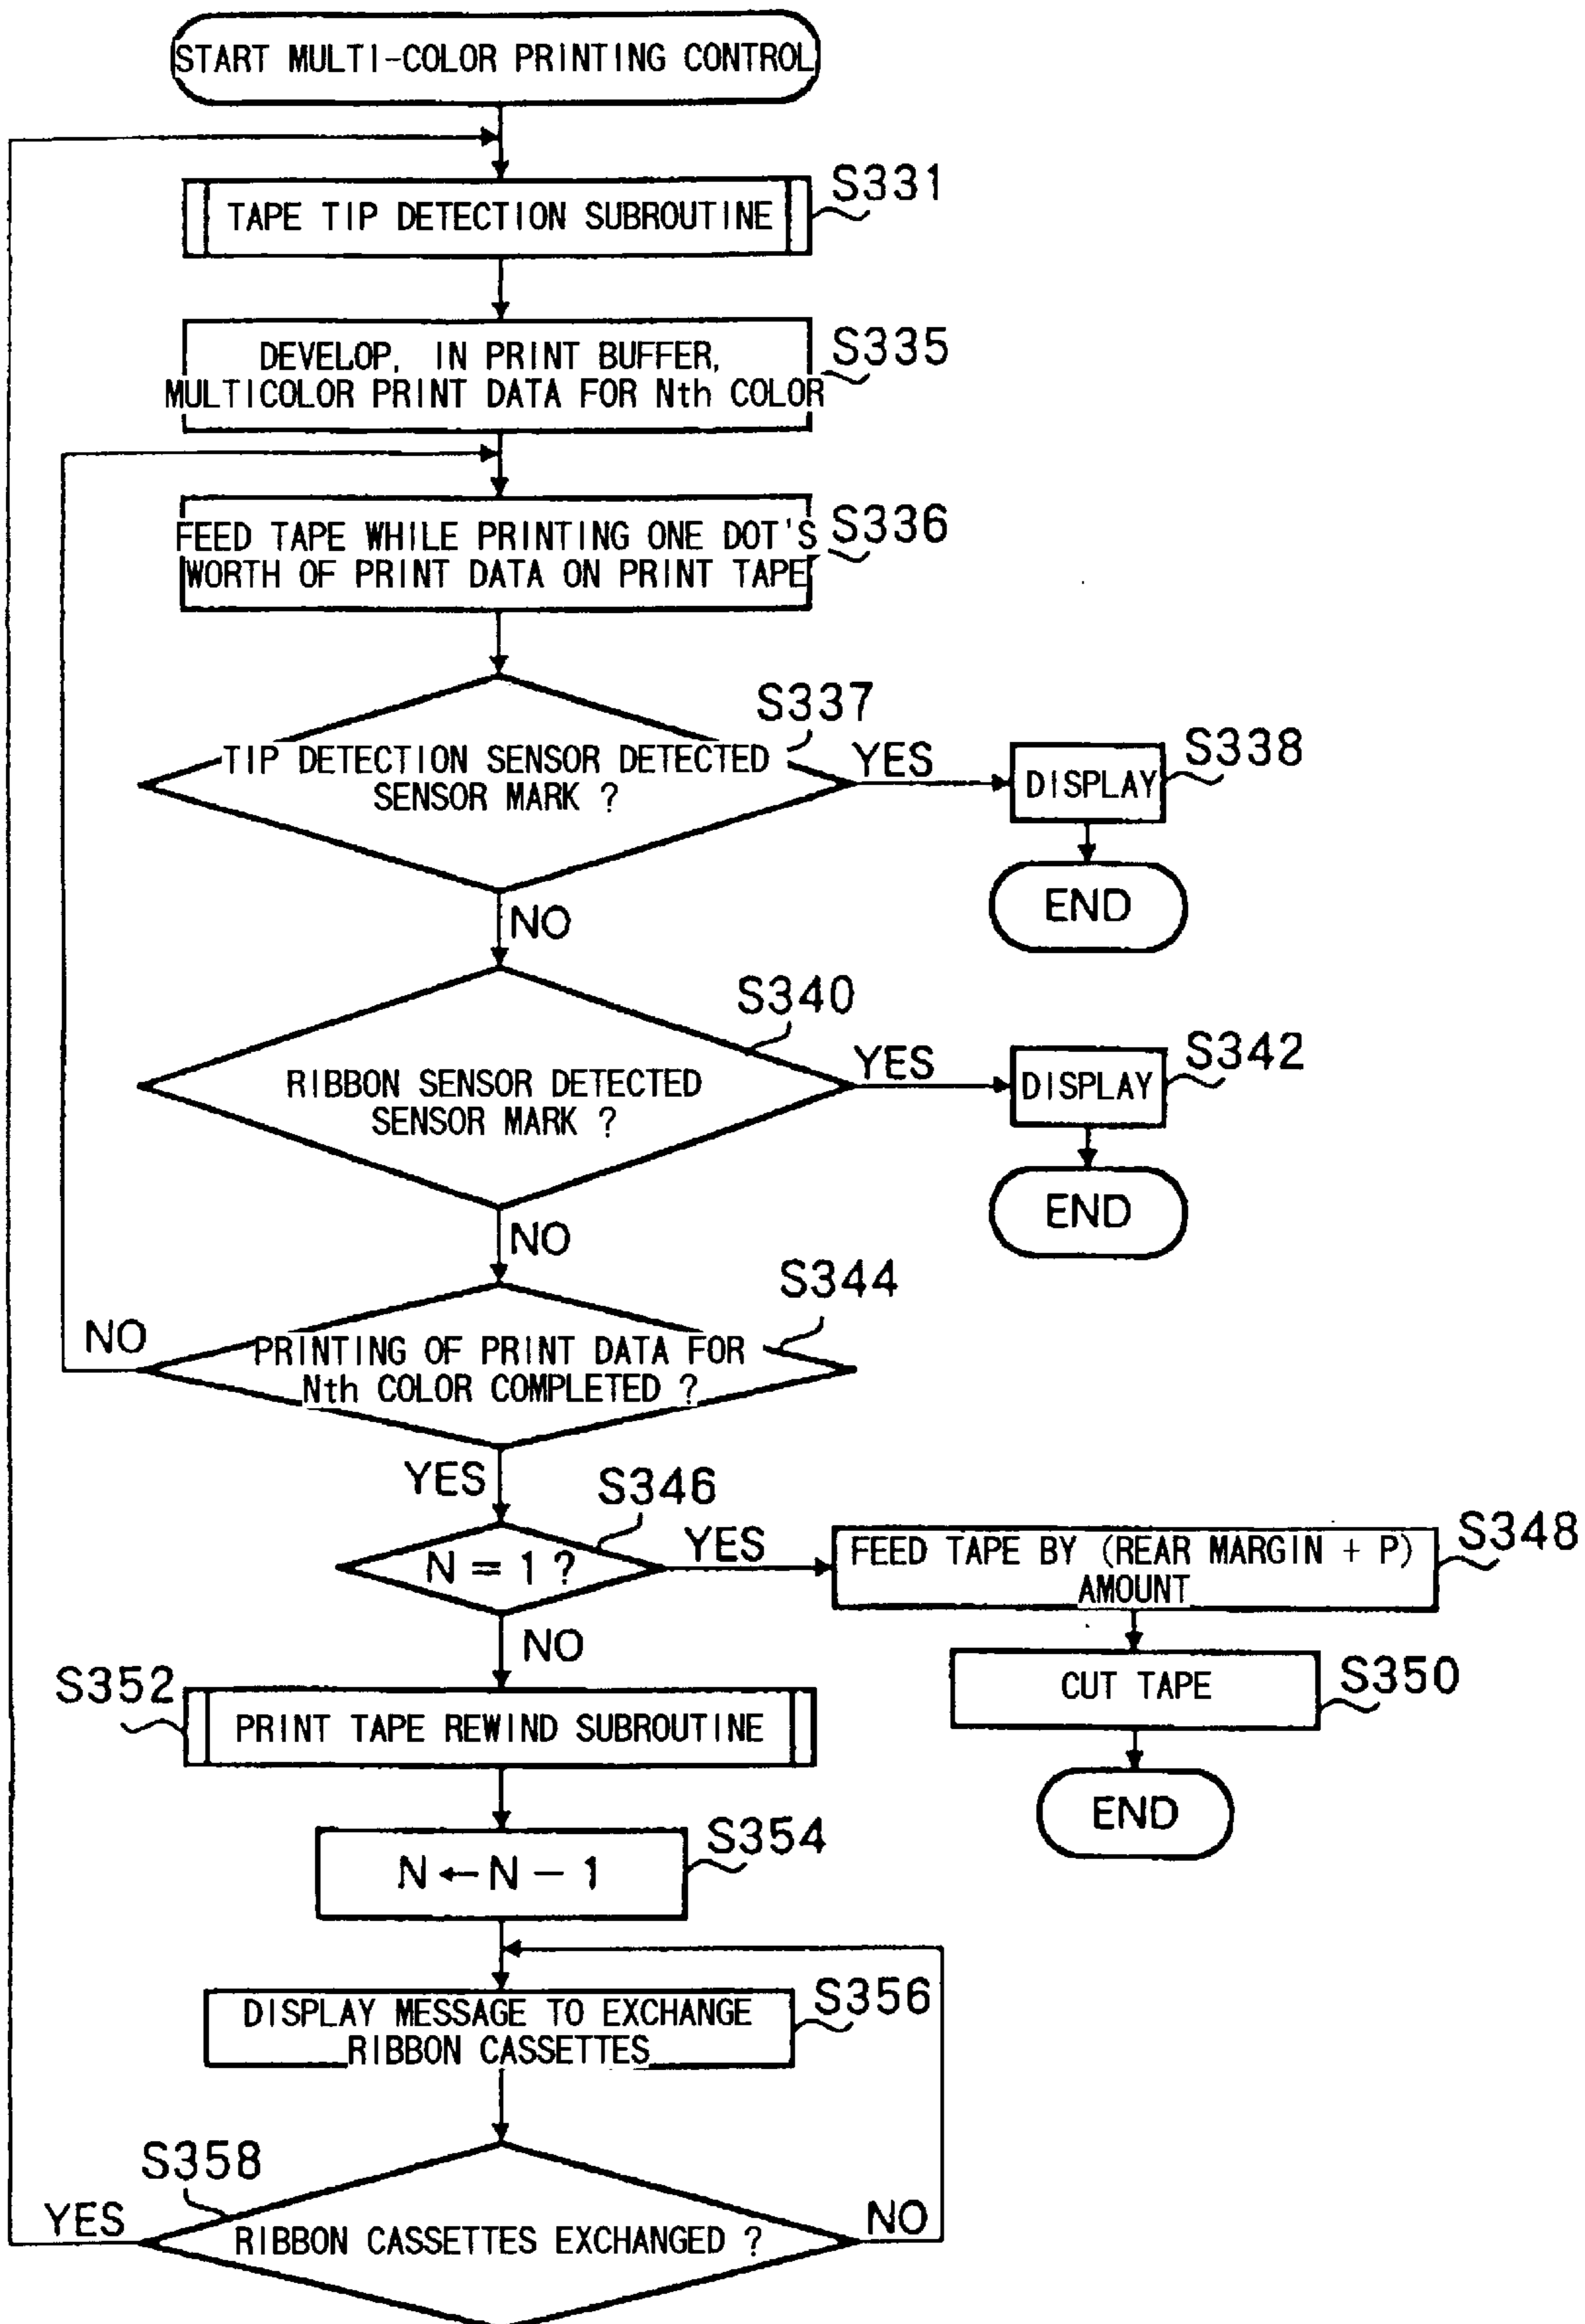 START MULTI-COLOR PRINTING CONTROL
TAPE TIP DETECTION SUBROUTINE
S331
DEVELOP, IN PRINT BUFFER,
MULTICOLOR PRINT DATA FOR Nth COLOR
S335
FEED TAPE WHILE PRINTING ONE DOT'S
WORTH OF PRINT DATA ON PRINT TAPE
S336
S337
TIP DETECTION SENSOR DETECTED
SENSOR MARK ?
YES
DISPLAY
S338
END
NO
S340
RIBBON SENSOR DETECTED
SENSOR MARK ?
YES
DISPLAY
S342
END
NO
S344
NO
PRINTING OF PRINT DATA FOR
Nth COLOR COMPLETED ?
YES
S346
N = 1 ?
YES
FEED TAPE BY (REAR MARGIN + P)
AMOUNT
S348
NO
CUT TAPE
S350
S352
PRINT TAPE REWIND SUBROUTINE
END
N ← N − 1
S354
DISPLAY MESSAGE TO EXCHANGE
RIBBON CASSETTES
S356
S358
YES
RIBBON CASSETTES EXCHANGED ?
NO